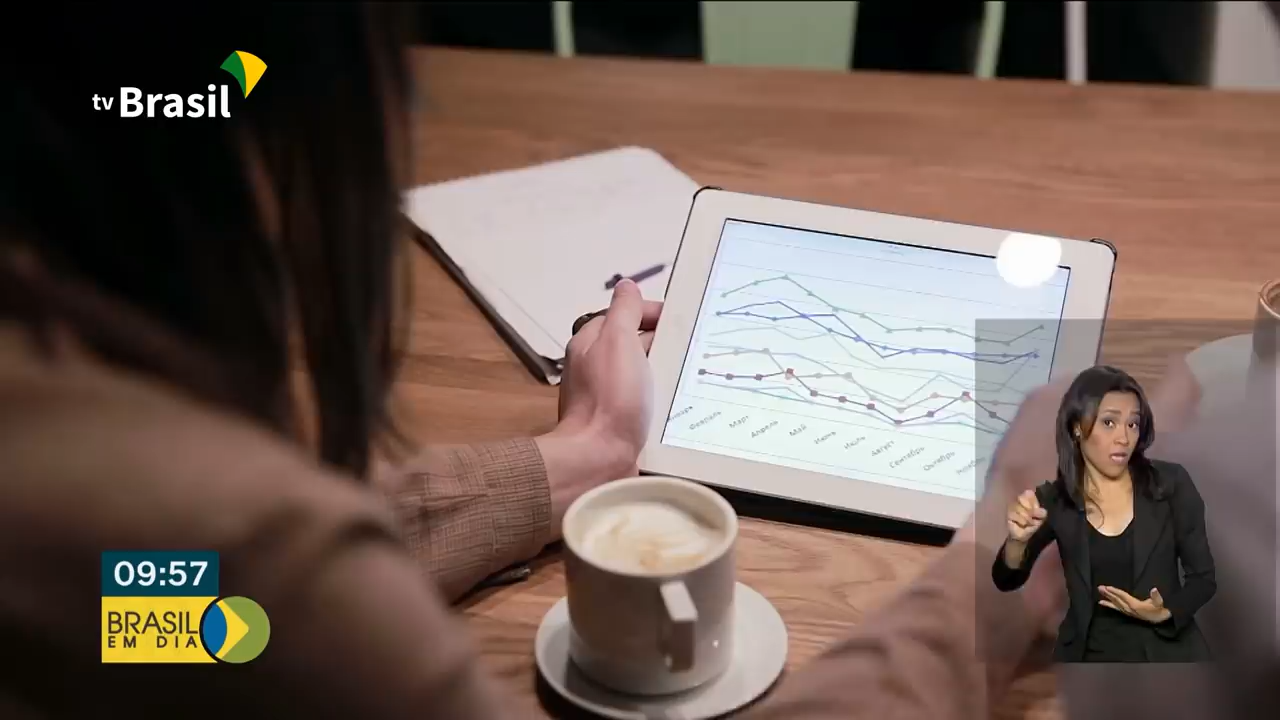 tv Brasil
Февраль
Март
Апрель
Май
Июнь
Июль
Август
Сентябрь
Октябрь
09:57
BRASIL
EM DIA